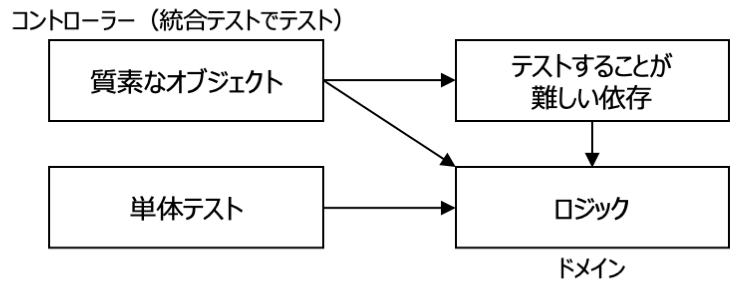 コントローラー（統合テストでテスト）
質素なオブジェクト
テストすることが
難しい依存
単体テスト
ロジック
ドメイン